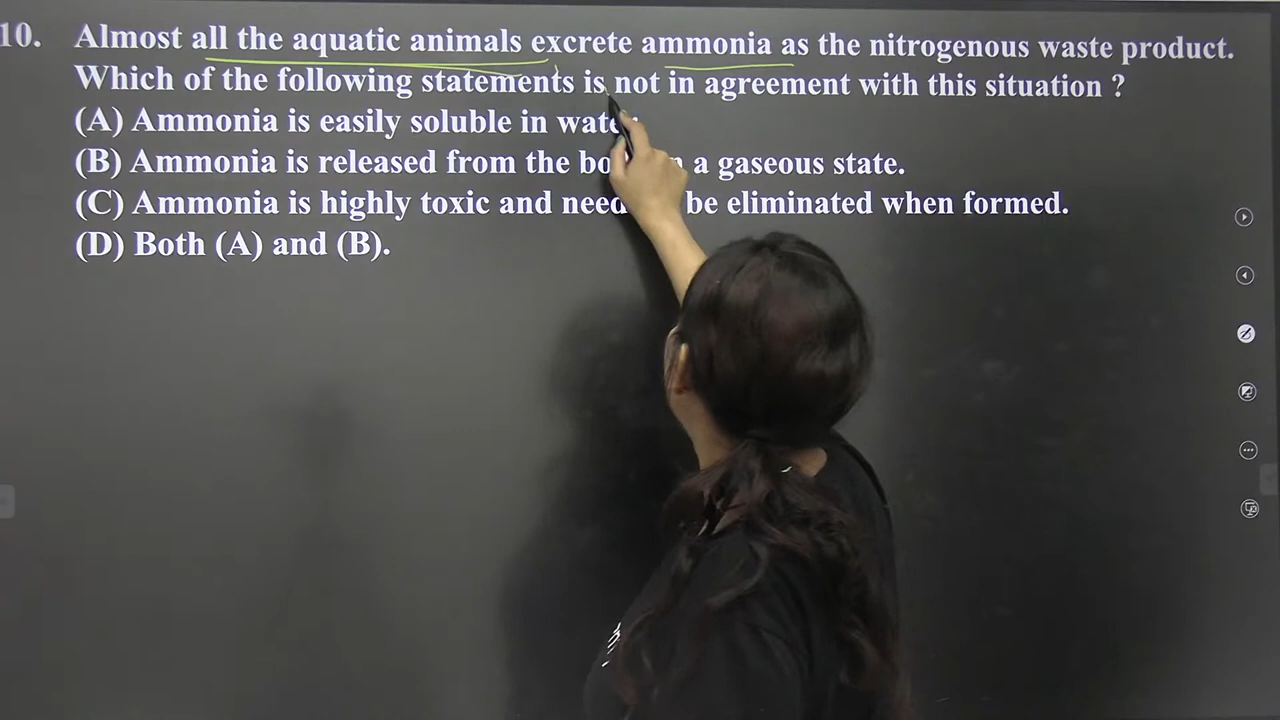 10. Almost all the aquatic animals excrete ammonia as the nitrogenous waste product.
Which of the following statements is not in agreement with this situation ?
(A) Ammonia is easily soluble in water.
(B) Ammonia is released from the a gaseous state.
(C) Ammonia is highly toxic and be eliminated when formed.
(D) Both (A) and (B).